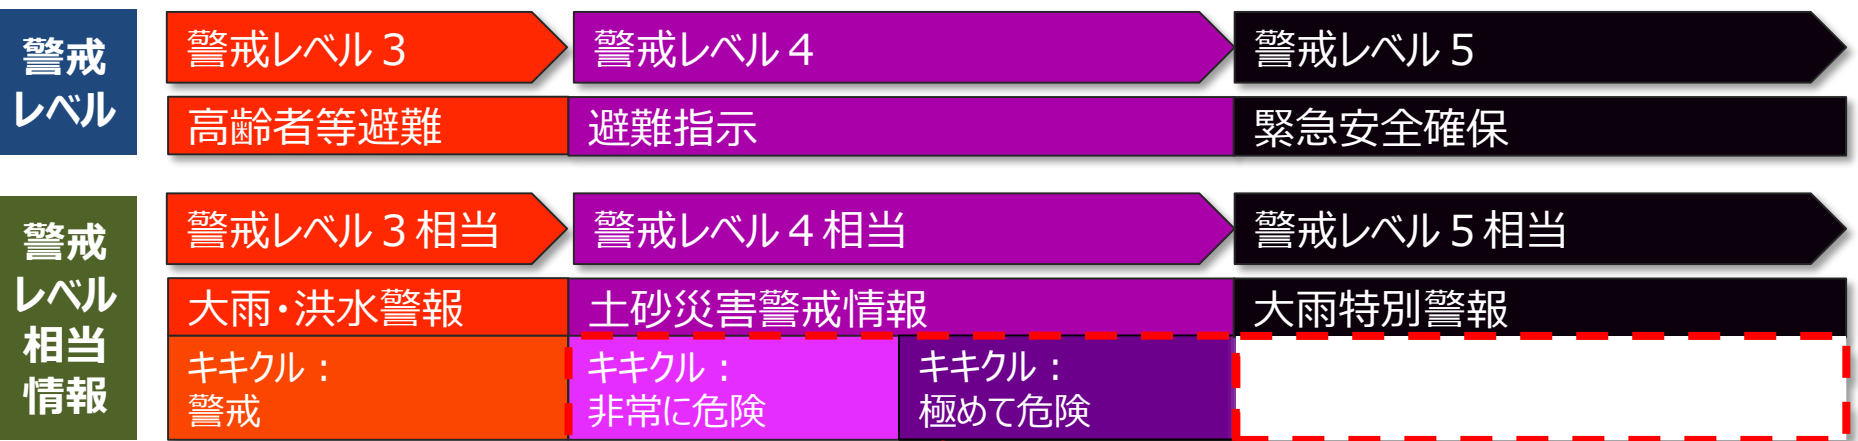 警戒
レベル
警戒レベル３
警戒レベル４
警戒レベル５
高齢者等避難
避難指示
緊急安全確保
警戒
レベル
相当
情報
警戒レベル３相当
警戒レベル４相当
警戒レベル５相当
大雨・洪水警報
土砂災害警戒情報
大雨特別警報
キキクル：
警戒
キキクル：
非常に危険
キキクル：
極めて危険